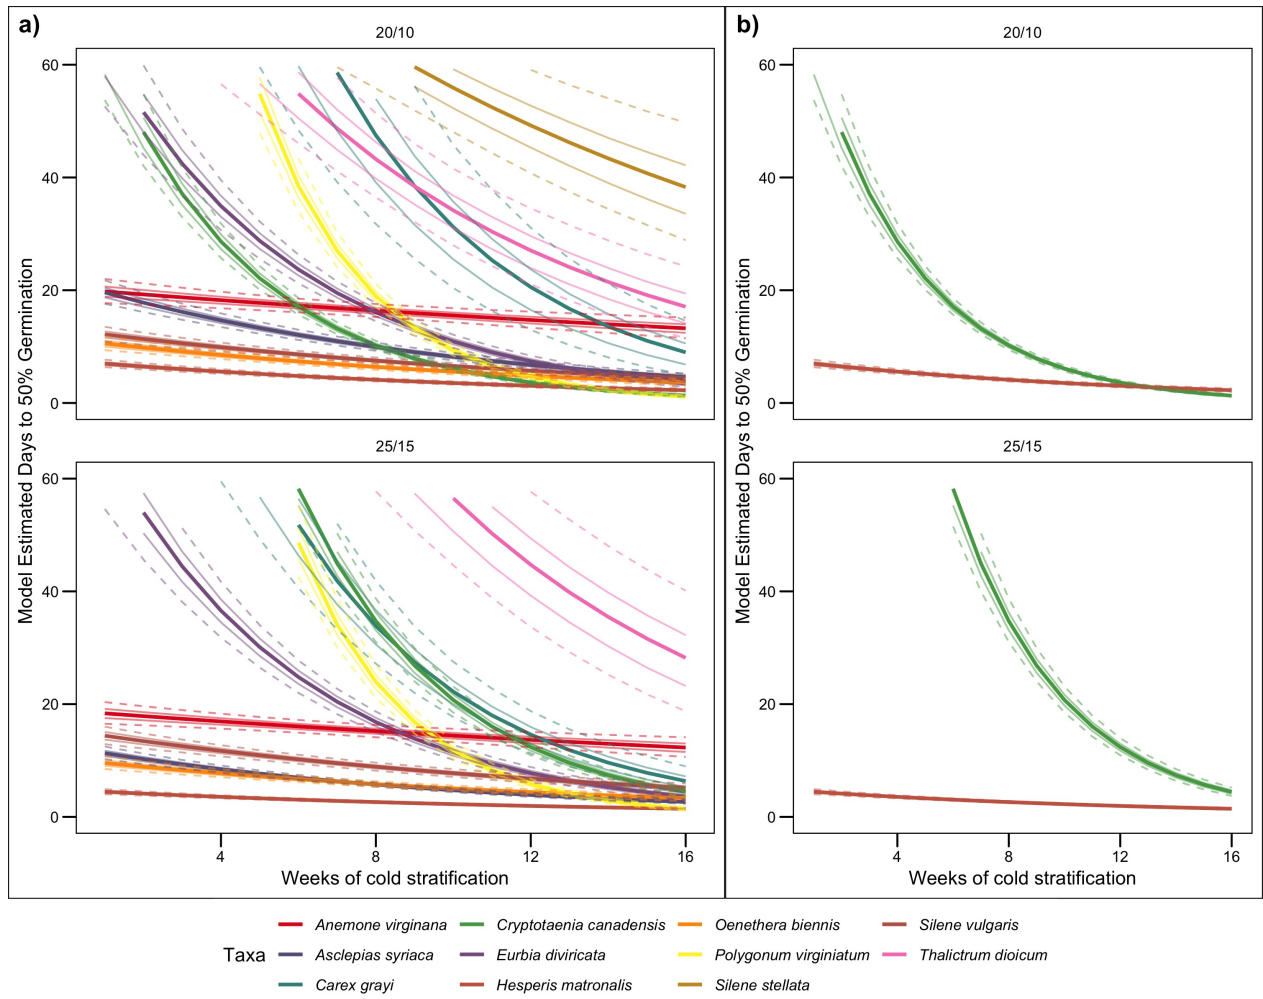 a)
b)
20/10
20/10
60
40
20
0
60
40
20
0
25/15
25/15
60
40
20
0
60
40
20
0
Model Estimated Days to 50% Germination
Model Estimated Days to 50% Germination
4 8 12 16
4 8 12 16
Weeks of cold stratification
Weeks of cold stratification
Taxa
Anemone virginana
Cryptotaenia canadensis
Oenethera biennis
Silene vulgaris
Asclepias syriaca
Eurbia diviricata
Polygonum virginiatum
Thalictrum dioicum
Carex grayi
Hesperis matronalis
Silene stellata